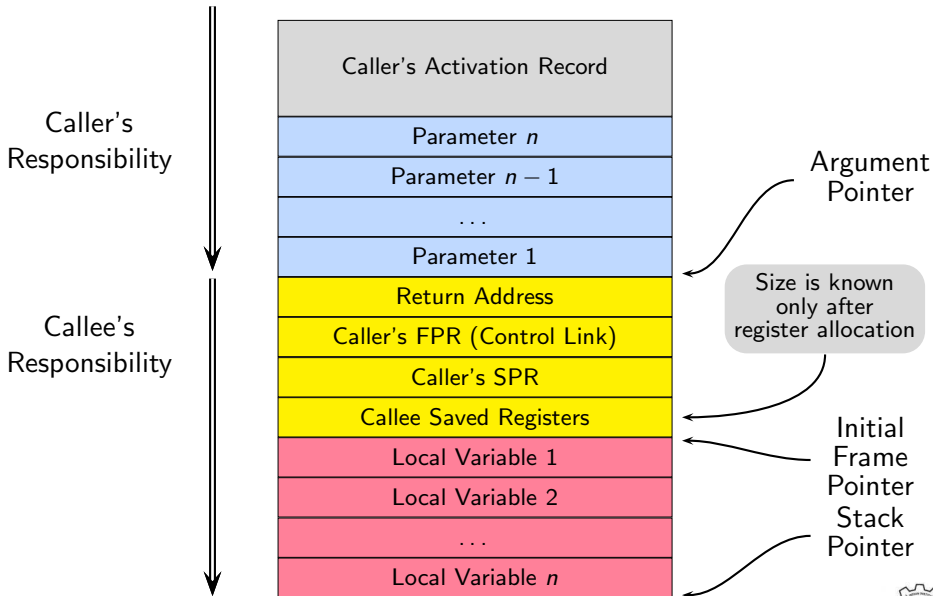 Caller's Activation Record
Caller's
Responsibility
Parameter n
Parameter n − 1
. . .
Parameter 1
Argument
Pointer
Return Address
Caller's FPR (Control Link)
Caller's SPR
Callee Saved Registers
Callee's
Responsibility
Size is known
only after
register allocation
Local Variable 1
Local Variable 2
. . .
Local Variable n
Initial
Frame
Pointer
Stack
Pointer